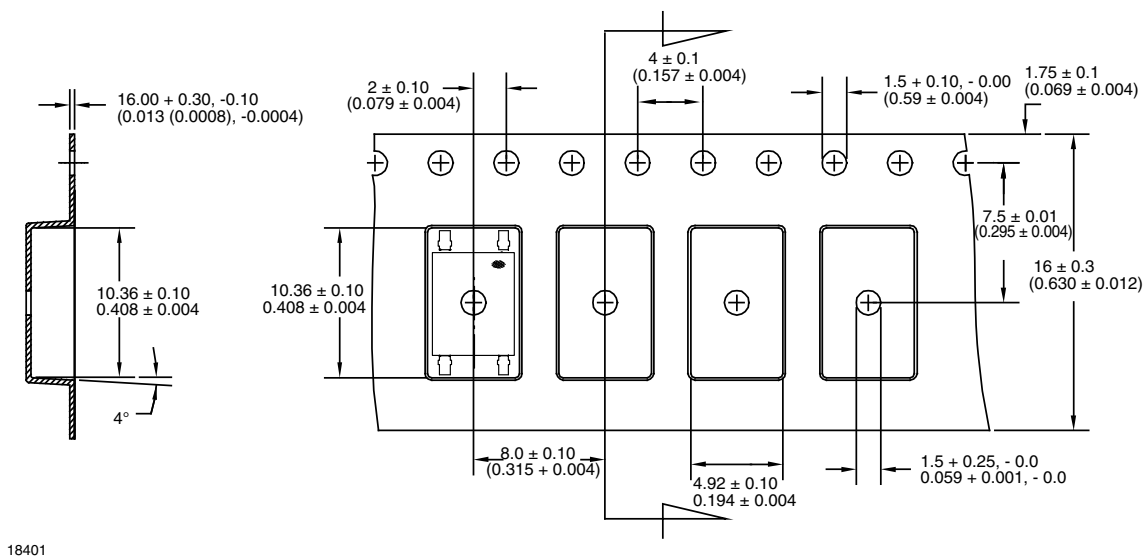 4 ± 0.1
(0.157 ± 0.004)
2 ± 0.10
(0.079 ± 0.004)
1.5 + 0.10, - 0.00
(0.59 ± 0.004)
1.75 ± 0.1
(0.069 ± 0.004)
16.00 + 0.30, -0.10
(0.013 (0.0008), -0.0004)
7.5 ± 0.01
(0.295 ± 0.004)
16 ± 0.3
(0.630 ± 0.012)
10.36 ± 0.10
0.408 ± 0.004
10.36 ± 0.10
0.408 ± 0.004
4°
8.0 ± 0.10
(0.315 + 0.004)
4.92 ± 0.10
0.194 ± 0.004
1.5 + 0.25, - 0.0
0.059 + 0.001, - 0.0
18401